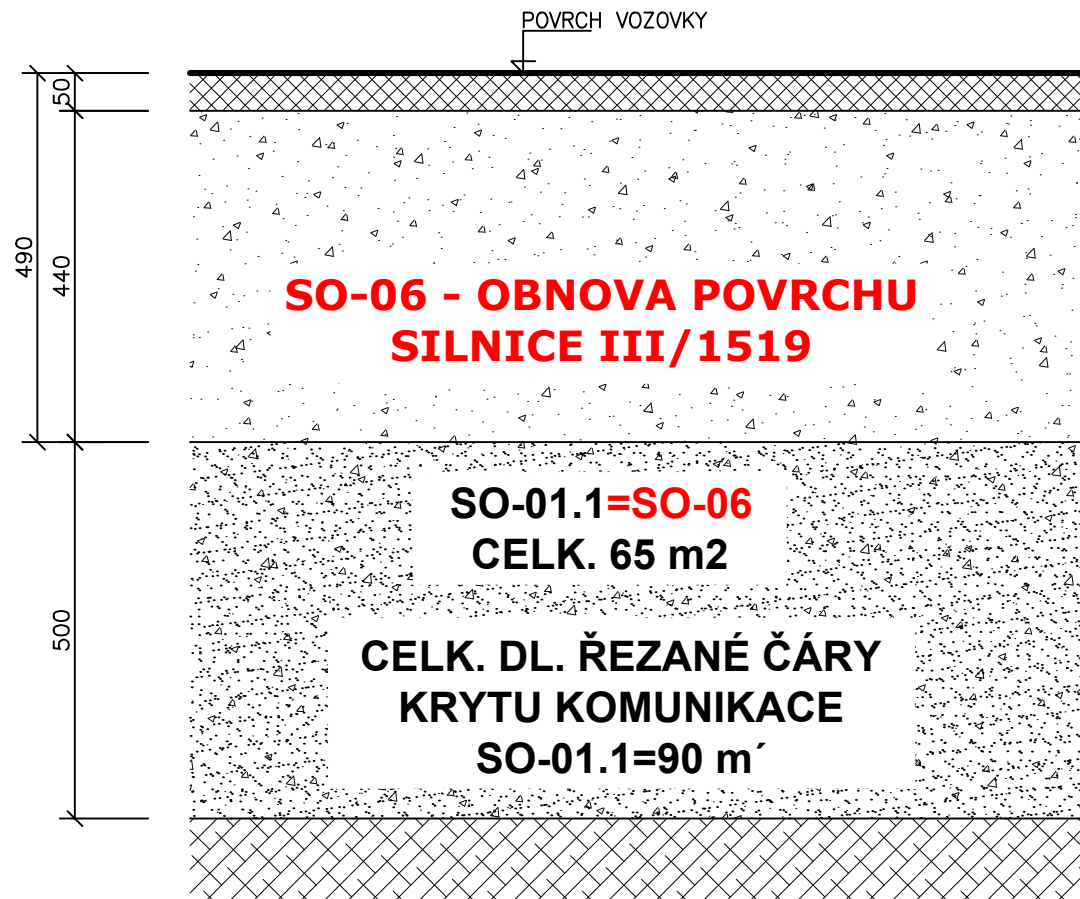 POVRCH VOZOVKY
50
490
440
SO-06 - OBNOVA POVRCHU
SILNICE III/1519
SO-01.1=SO-06
CELK. 65 m2
500
CELK. DL. ŘEZANÉ ČÁRY
KRYTU KOMUNIKACE
SO-01.1=90 m´